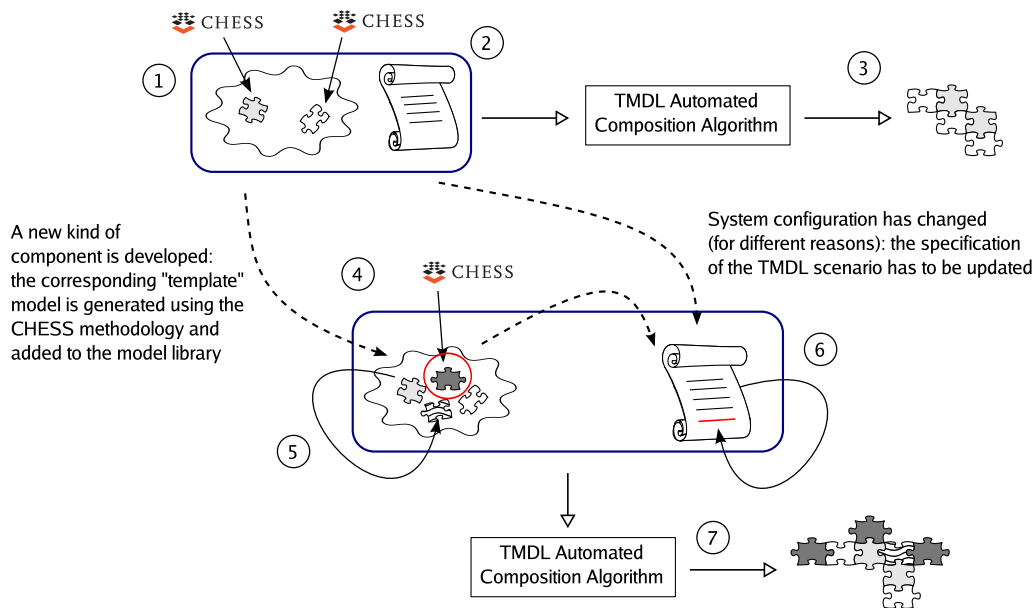 CHESS
CHESS
2
1
3
TMDL Automated
Composition Algorithm
A new kind of
component is developed:
the corresponding "template"
model is generated using the
CHESS methodology and
added to the model library
System configuration has changed
(for different reasons): the specification
of the TMDL scenario has to be updated
4
CHESS
6
5
7
TMDL Automated
Composition Algorithm